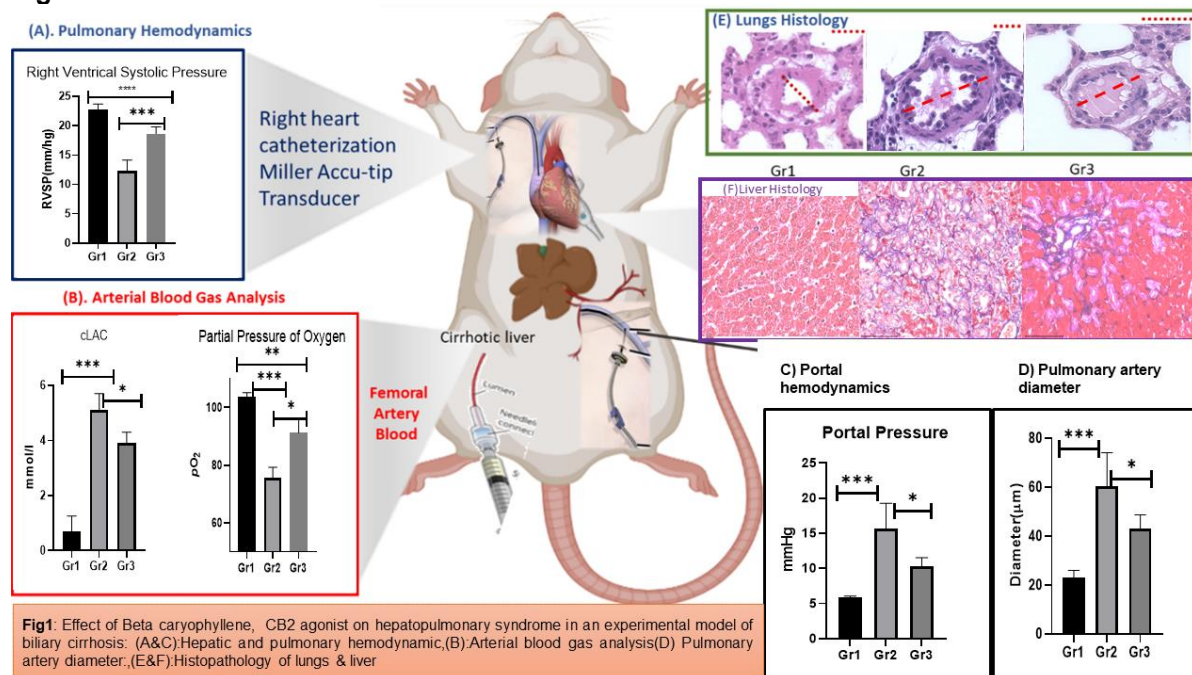 (A). Pulmonary Hemodynamics
Right Ventrical Systolic Pressure
****
***
RVSP(mm/hg)
25
20
15
10
5
0
Gr1 Gr2 Gr3
Right heart
catheterization
Miller Accu-tip
Transducer
(E) Lungs Histology
Gr1 Gr2 Gr3
(F)Liver Histology
(B). Arterial Blood Gas Analysis
cLAC
***
*
mmol/l
6
4
2
0
Gr1 Gr2 Gr3
Partial Pressure of Oxygen
**
***
*
pO2
100
80
60
Gr1 Gr2 Gr3
Femoral
Artery
Blood
Cirrhotic liver
Lumen
Needles
connecl
C) Portal
hemodynamics
Portal Pressure
***
*
mmHg
25
20
15
10
5
0
Gr1 Gr2 Gr3
D) Pulmonary artery
diameter
***
*
Diameter(µm)
80
60
40
20
0
Gr1 Gr2 Gr3
Fig1: Effect of Beta caryophyllene, CB2 agonist on hepatopulmonary syndrome in an experimental model of
biliary cirrhosis: (A&C):Hepatic and pulmonary hemodynamic,(B):Arterial blood gas analysis(D) Pulmonary
artery diameter:,(E&F):Histopathology of lungs & liver